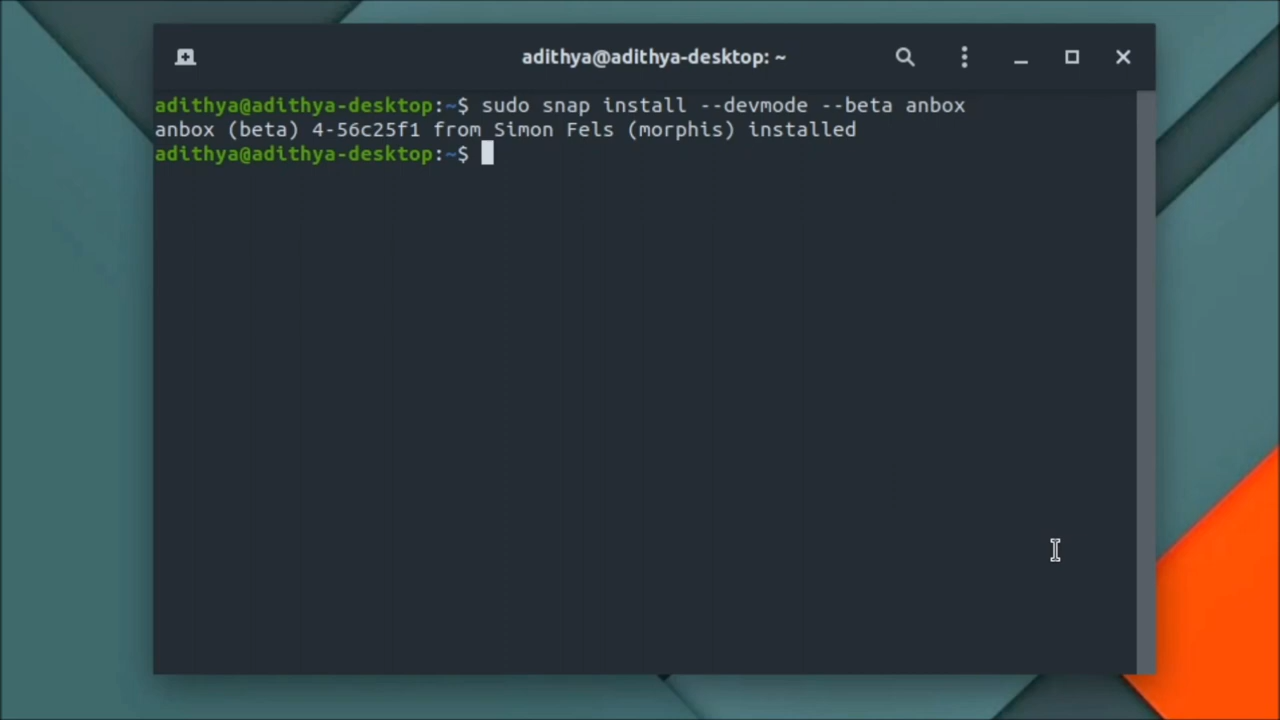 adithya@adithya-desktop: ~
adithya@adithya-desktop:~$ sudo snap install --devmode --beta anbox
anbox (beta) 4-56c25f1 from Simon Fels (morphis) installed
adithya@adithya-desktop:~$